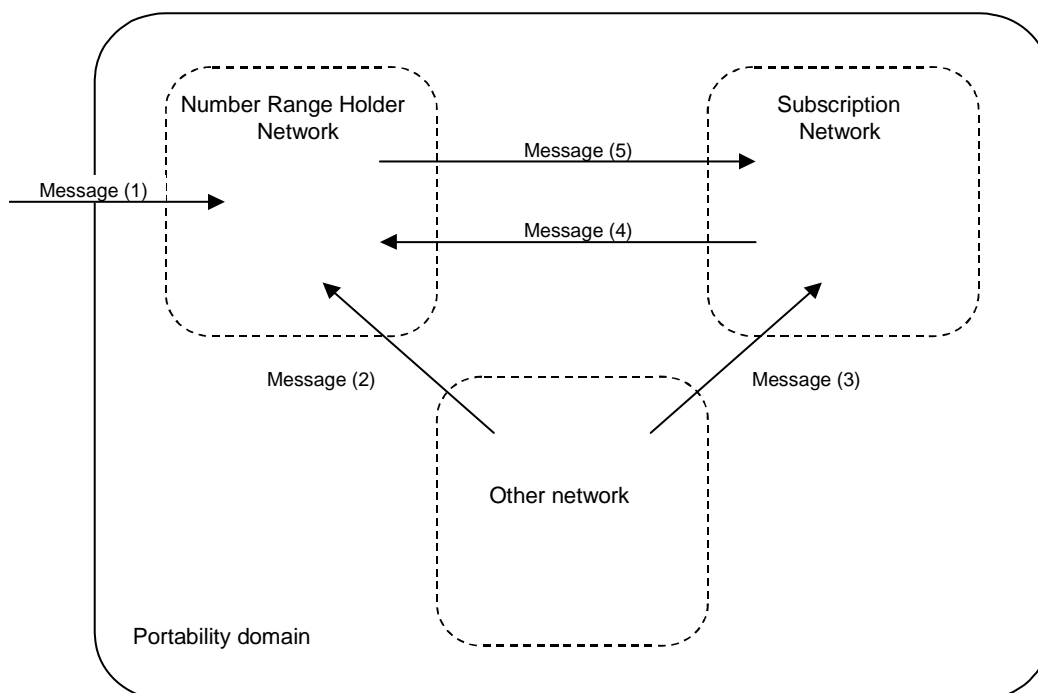 Number Range Holder
Network
Subscription
Network
Message (5)
Message (1)
Message (4)
Message (2)
Message (3)
Other network
Portability domain